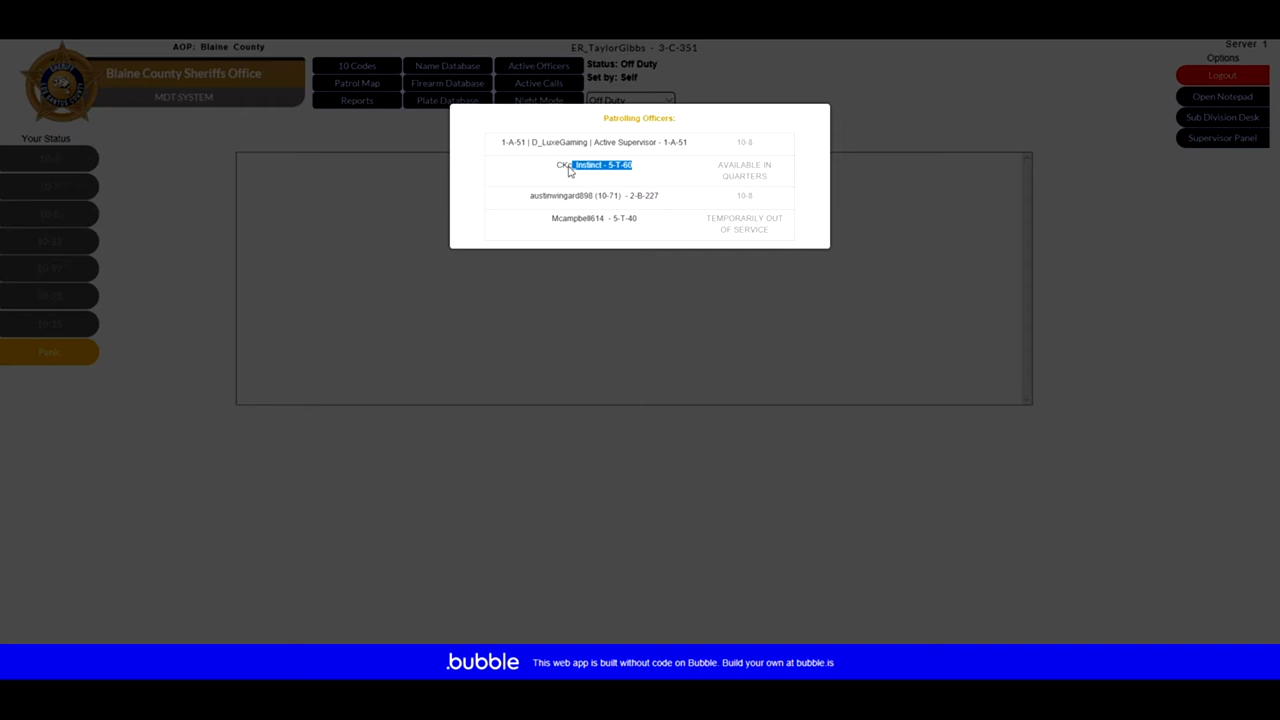 AOP: Blaine County
ER_TaylorGibbs - 3-C-351
Server 1
Blaine County Sheriffs Office
MDT SYSTEM
10 Codes
Name Database
Active Officers
Status: Off Duty
Options
Patrol Map
Firearm Database
Active Calls
Set by: Self
Logout
Reports
Plate Database
Night Mode
Off Duty
Open Notepad
Sub Division Desk
Supervisor Panel
Your Status
Panic
SHERIFF
Patrolling Officers:
1-A-51 | D_LuxeGaming | Active Supervisor - 1-A-51
10-8
Instinct - 5-T-60
AVAILABLE IN
QUARTERS
austinwingard898 (10-71) - 2-B-227
10-8
Mcampbell614 - 5-T-40
TEMPORARILY OUT
OF SERVICE
.bubble
This web app is built without code on Bubble. Build your own at bubble.is